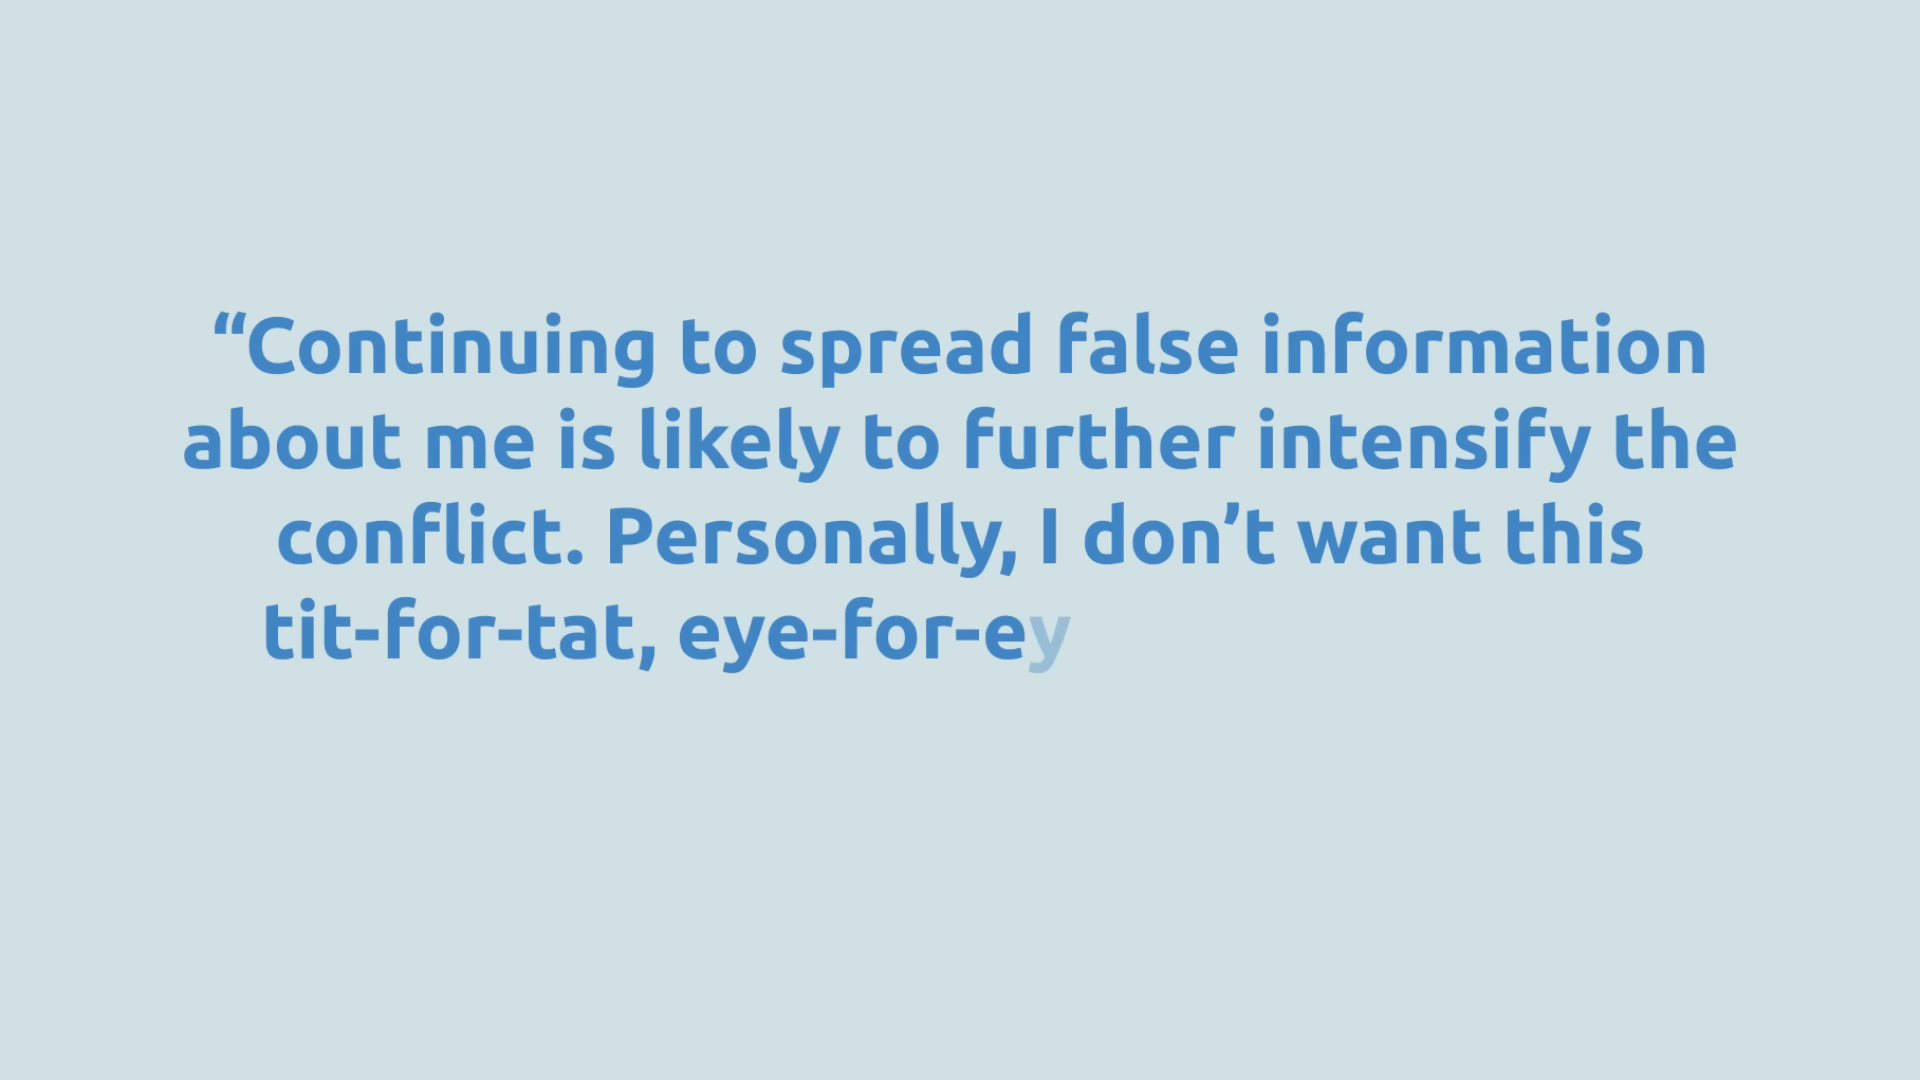 “Continuing to spread false information
about me is likely to further intensify the
conflict. Personally, I don’t want this
tit-for-tat, eye-for-ey